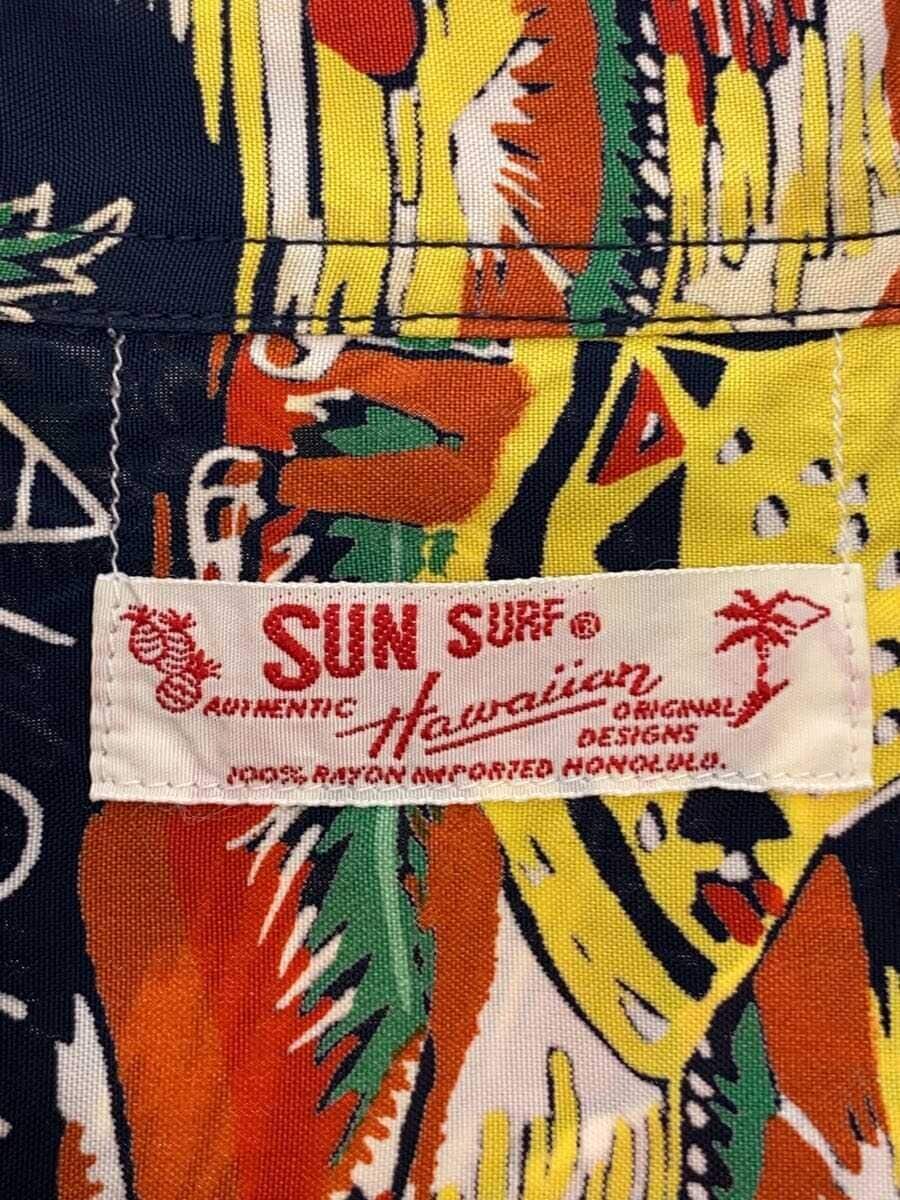 SUN SURF®
AUTHENTIC Hawaiian ORIGINAL
DESIGNS
100% RAYON IMPORTED HONOLULU.